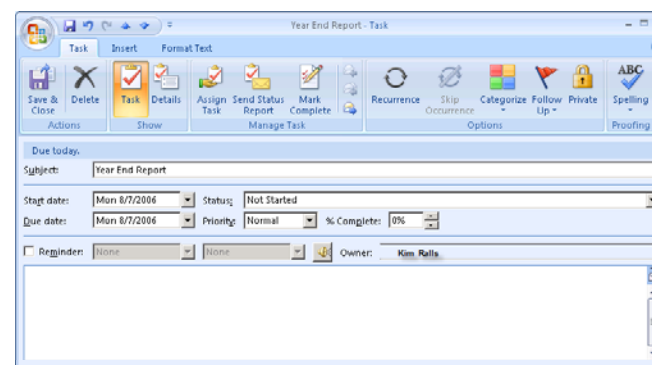 Year End Report - Task
Task Insert Format Text
Save & Close Delete Task Details Assign Task Send Status Report Mark Complete Recurrence Skip Occurrence Categorize Follow Up Private ABC Spelling
Actions Show Manage Task Options Proofing
Due today.
Subject: Year End Report
Start date: Mon 8/7/2006 Status: Not Started
Due date: Mon 8/7/2006 Priority: Normal % Complete: 0%
Reminder: None None Owner: Kim Ralls